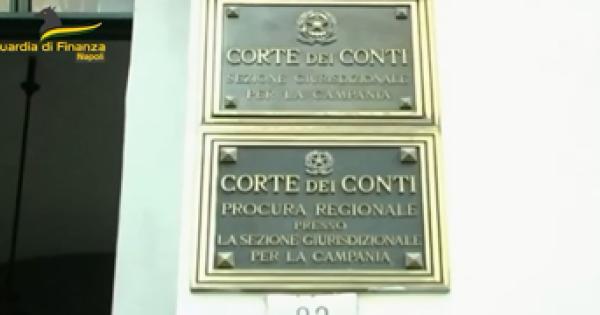 Guardia di Finanza
Napoli
CORTE DEI CONTI
SEZIONE GIURISDIZIONALE
PER LA CAMPANIA
CORTE DEI CONTI
PROCURA REGIONALE
PRESSO
LA SEZIONE GIURISDIZIONALE
PER LA CAMPANIA